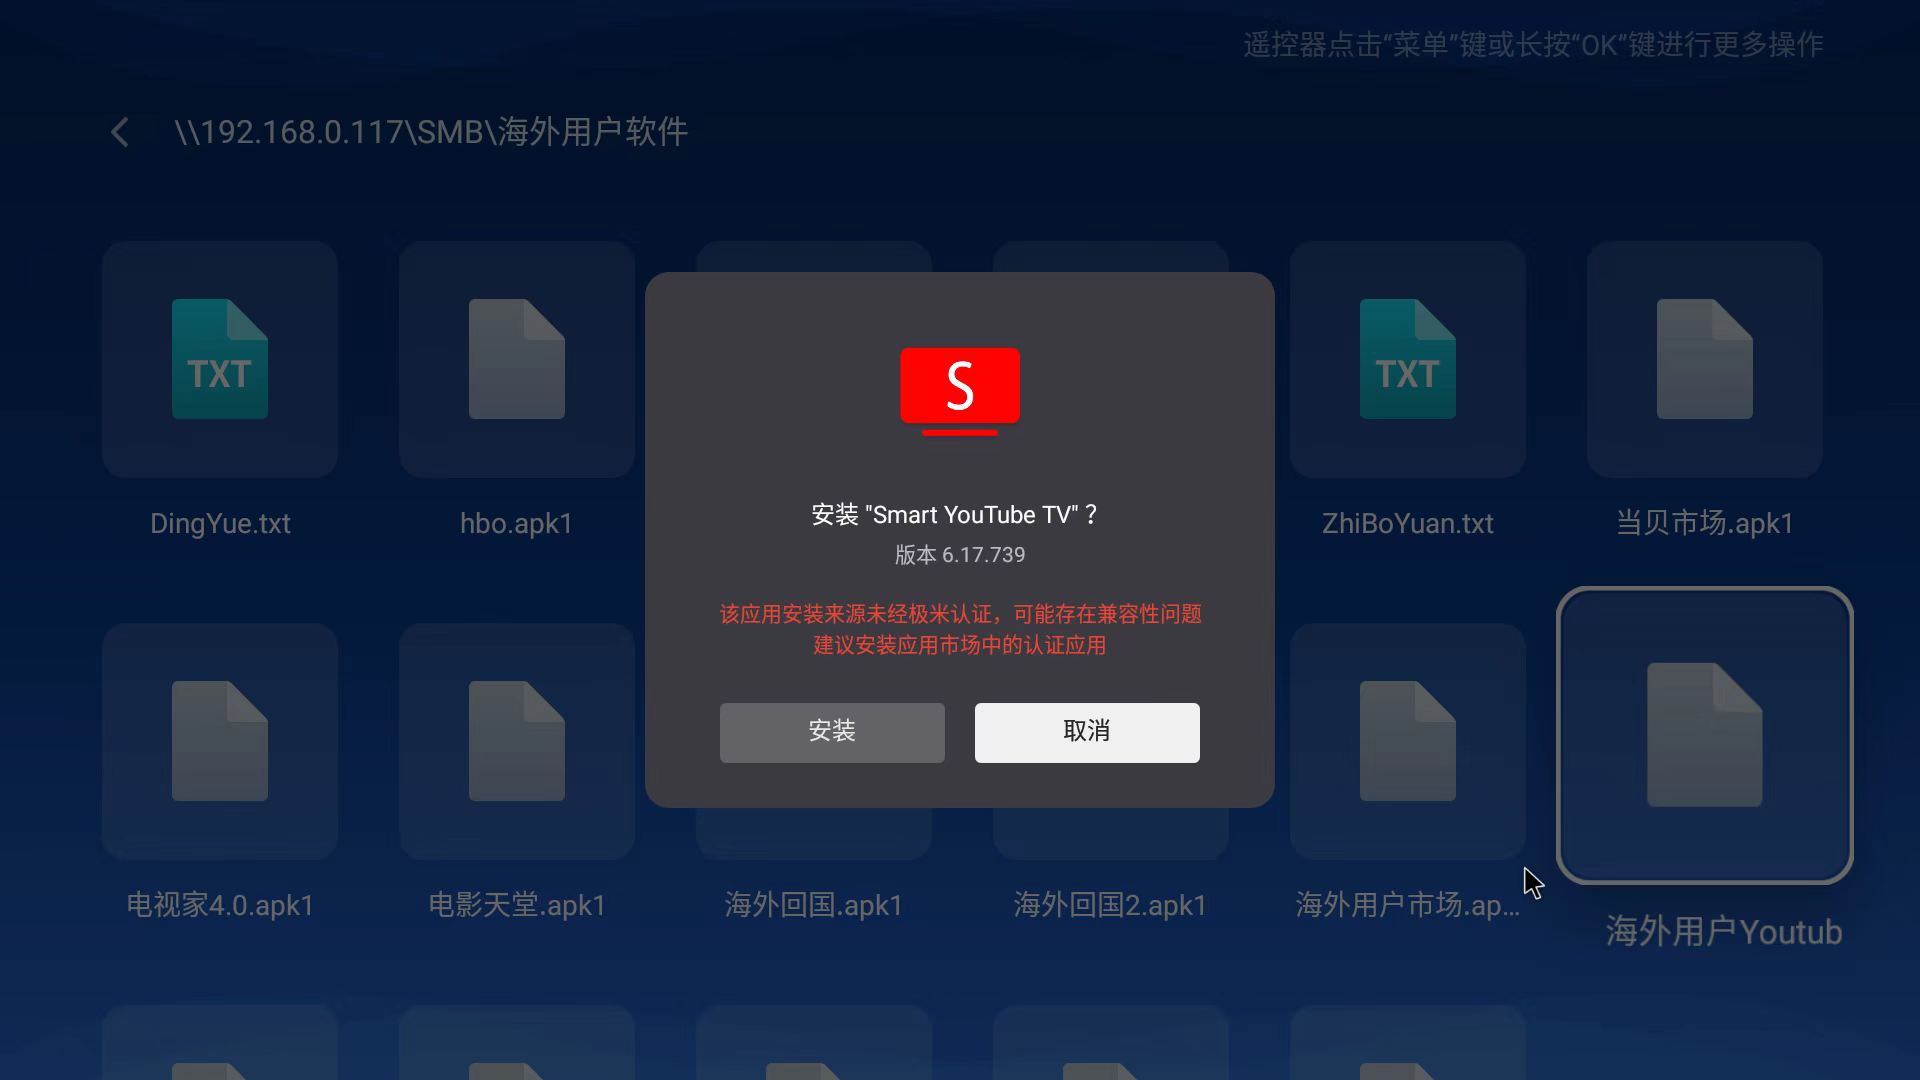 遥控器点击“菜单”键或长按“OK”键进行更多操作
\\192.168.0.117\SMB\海外用户软件
TXT
TXT
DingYue.txt
hbo.apk1
ZhiBoYuan.txt
当贝市场.apk1
S
安装 "Smart YouTube TV" ？
版本 6.17.739
该应用安装来源未经极米认证，可能存在兼容性问题
建议安装应用市场中的认证应用
安装
取消
电视家4.0.apk1
电影天堂.apk1
海外回国.apk1
海外回国2.apk1
海外用户市场.ap...
海外用户Youtub